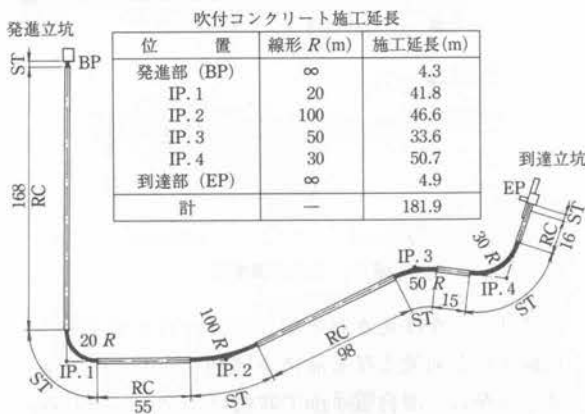 吹付コンクリート施工延長
位 置 線形 R (m) 施工延長(m)
発進部 (BP) ∞ 4.3
IP. 1 20 41.8
IP. 2 100 46.6
IP. 3 50 33.6
IP. 4 30 50.7
到達部 (EP) ∞ 4.9
計 — 181.9
発進立坑
ST
BP
168
RC
20 R
IP. 1
ST
RC
55
100 R
IP. 2
ST
RC
98
IP. 3
50 R
ST
15
30 R
IP. 4
ST
到達立坑
EP
ST
RC
16